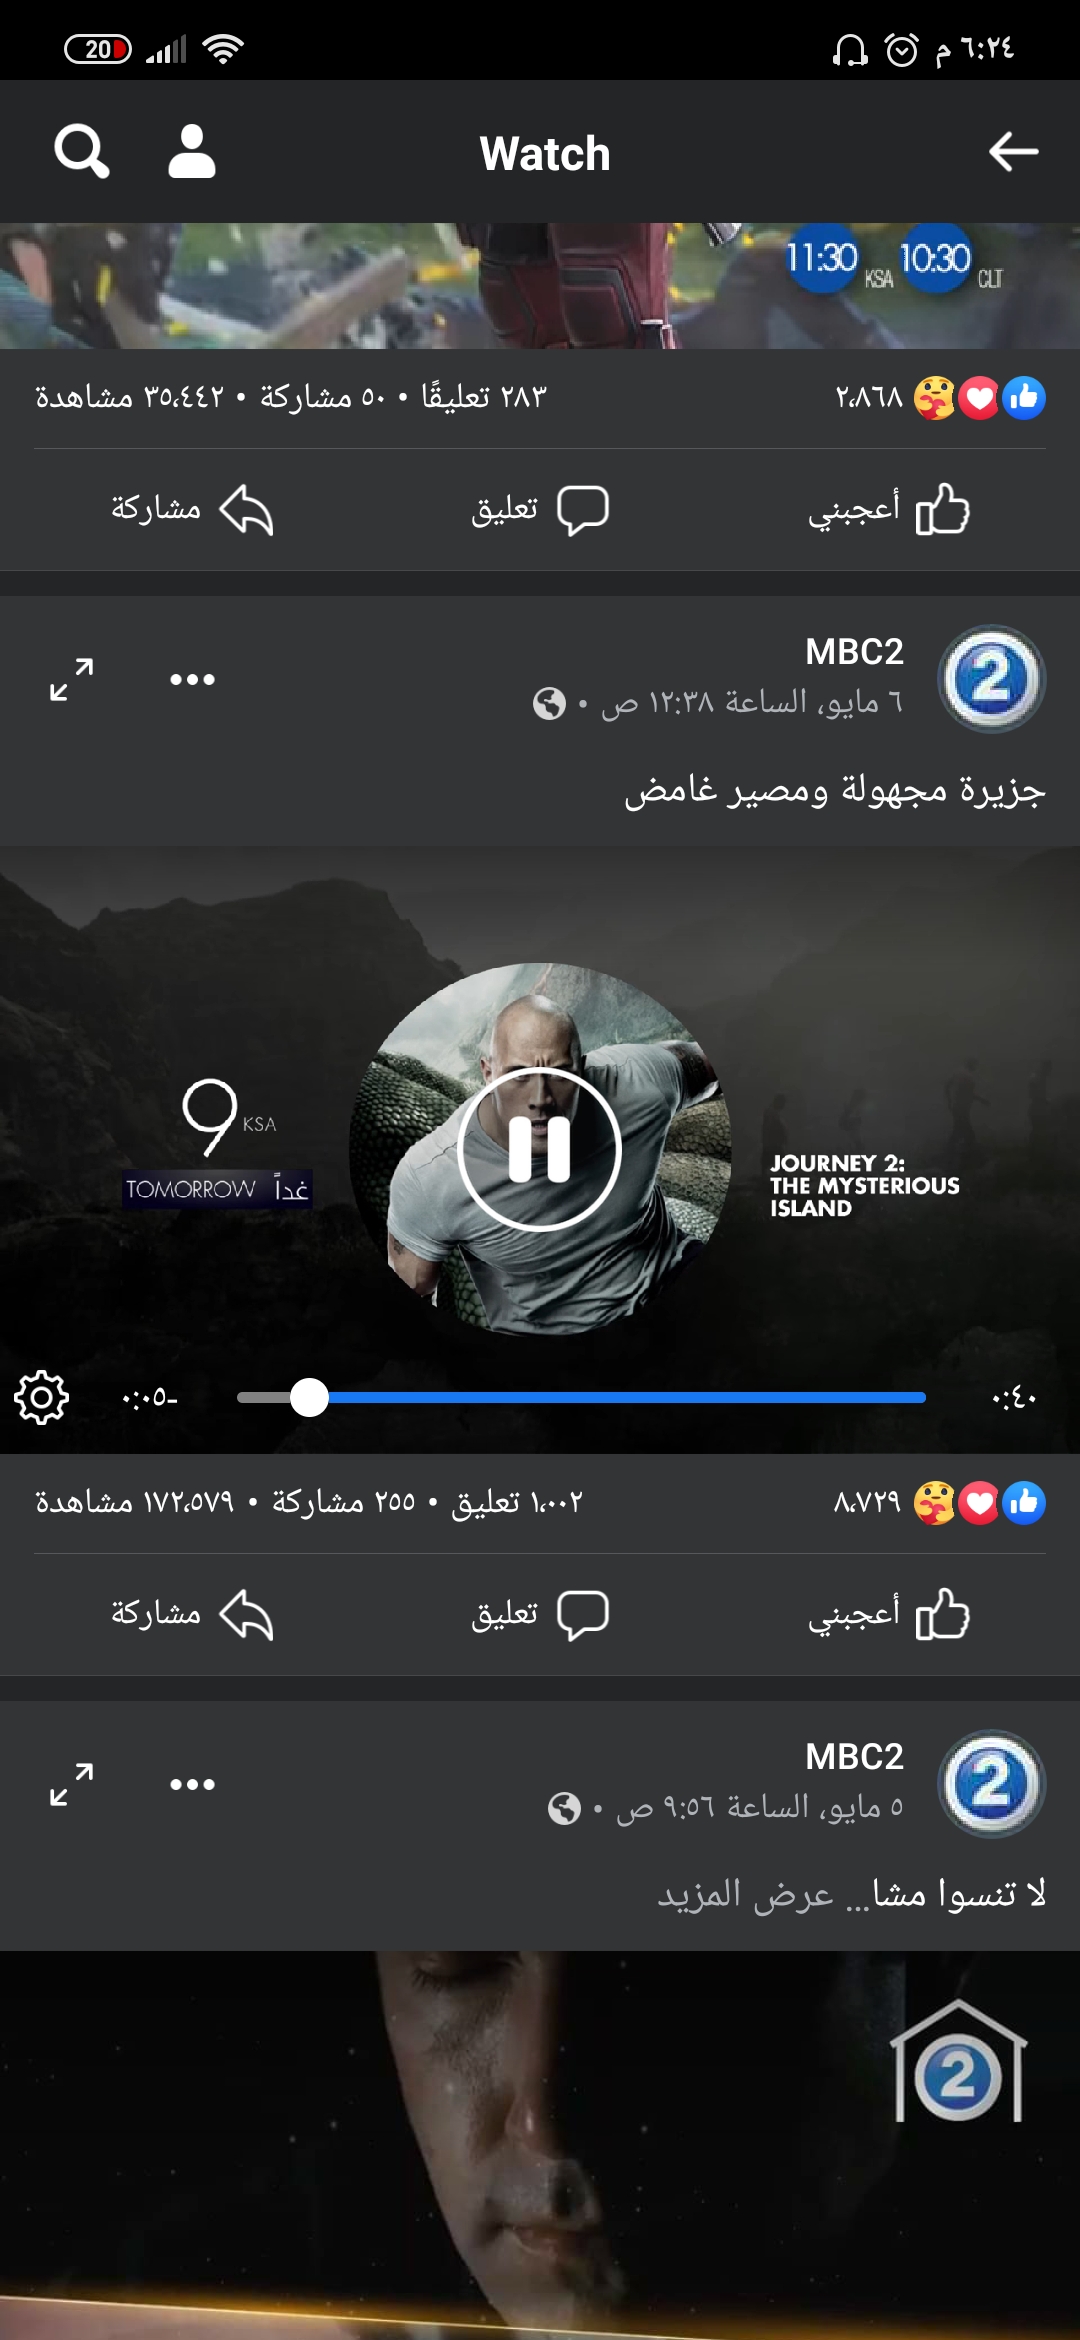 20
٦:٢٤ م
Watch
11:30 KSA 10:30 CLT
٢،٨٦٨
٢٨٣ تعليقًا • ٥٠ مشاركة • ٣٥،٤٤٢ مشاهدة
أعجبني
تعليق
مشاركة
2
MBC2
٦ مايو، الساعة ١٢:٣٨ ص •
جزيرة مجهولة ومصير غامض
9 KSA
TOMORROW غداً
JOURNEY 2:
THE MYSTERIOUS
ISLAND
٠:٤٠
-٠:٠٥
٨،٧٢٩
١،٠٠٢ تعليق • ٢٥٥ مشاركة • ١٧٢،٥٧٩ مشاهدة
أعجبني
تعليق
مشاركة
2
MBC2
٥ مايو، الساعة ٩:٥٦ ص •
لا تنسوا مشا... عرض المزيد
2